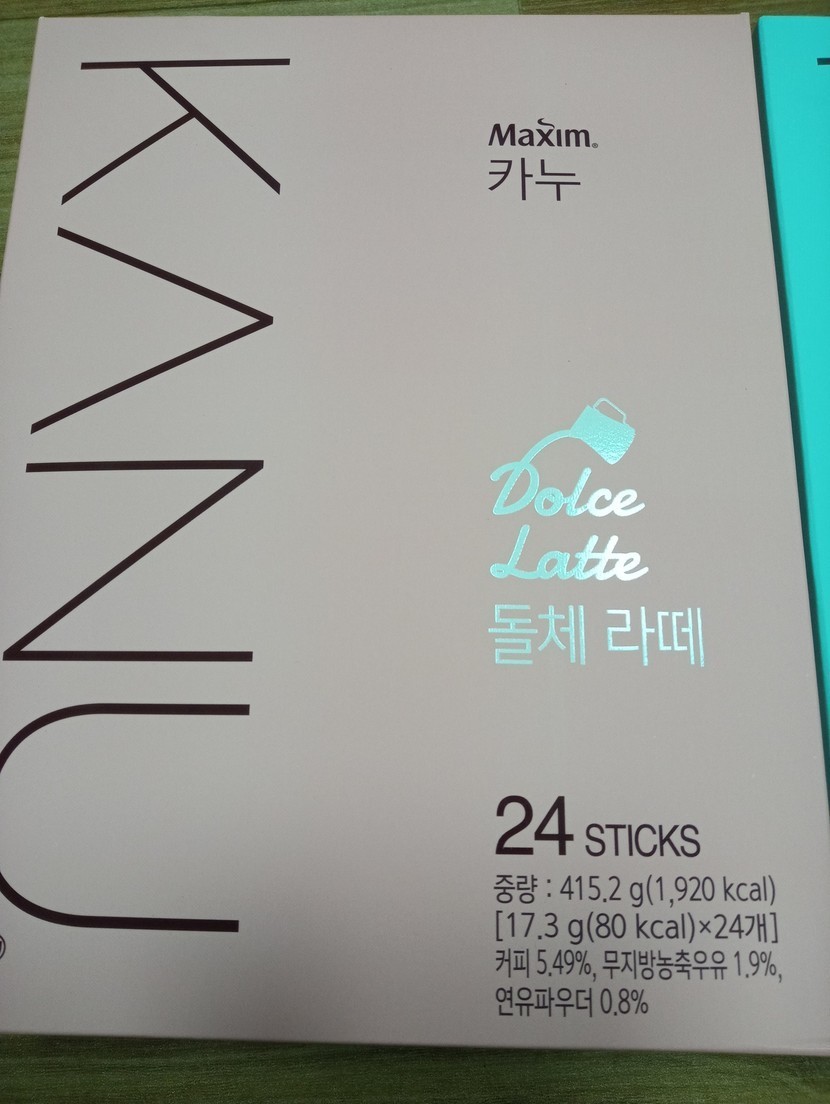 KANU
Maxim®
카누
Dolce
Latte
돌체 라떼
24 STICKS
중량 : 415.2 g(1,920 kcal)
[17.3 g(80 kcal)×24개]
커피 5.49%, 무지방농축우유 1.9%,
연유파우더 0.8%